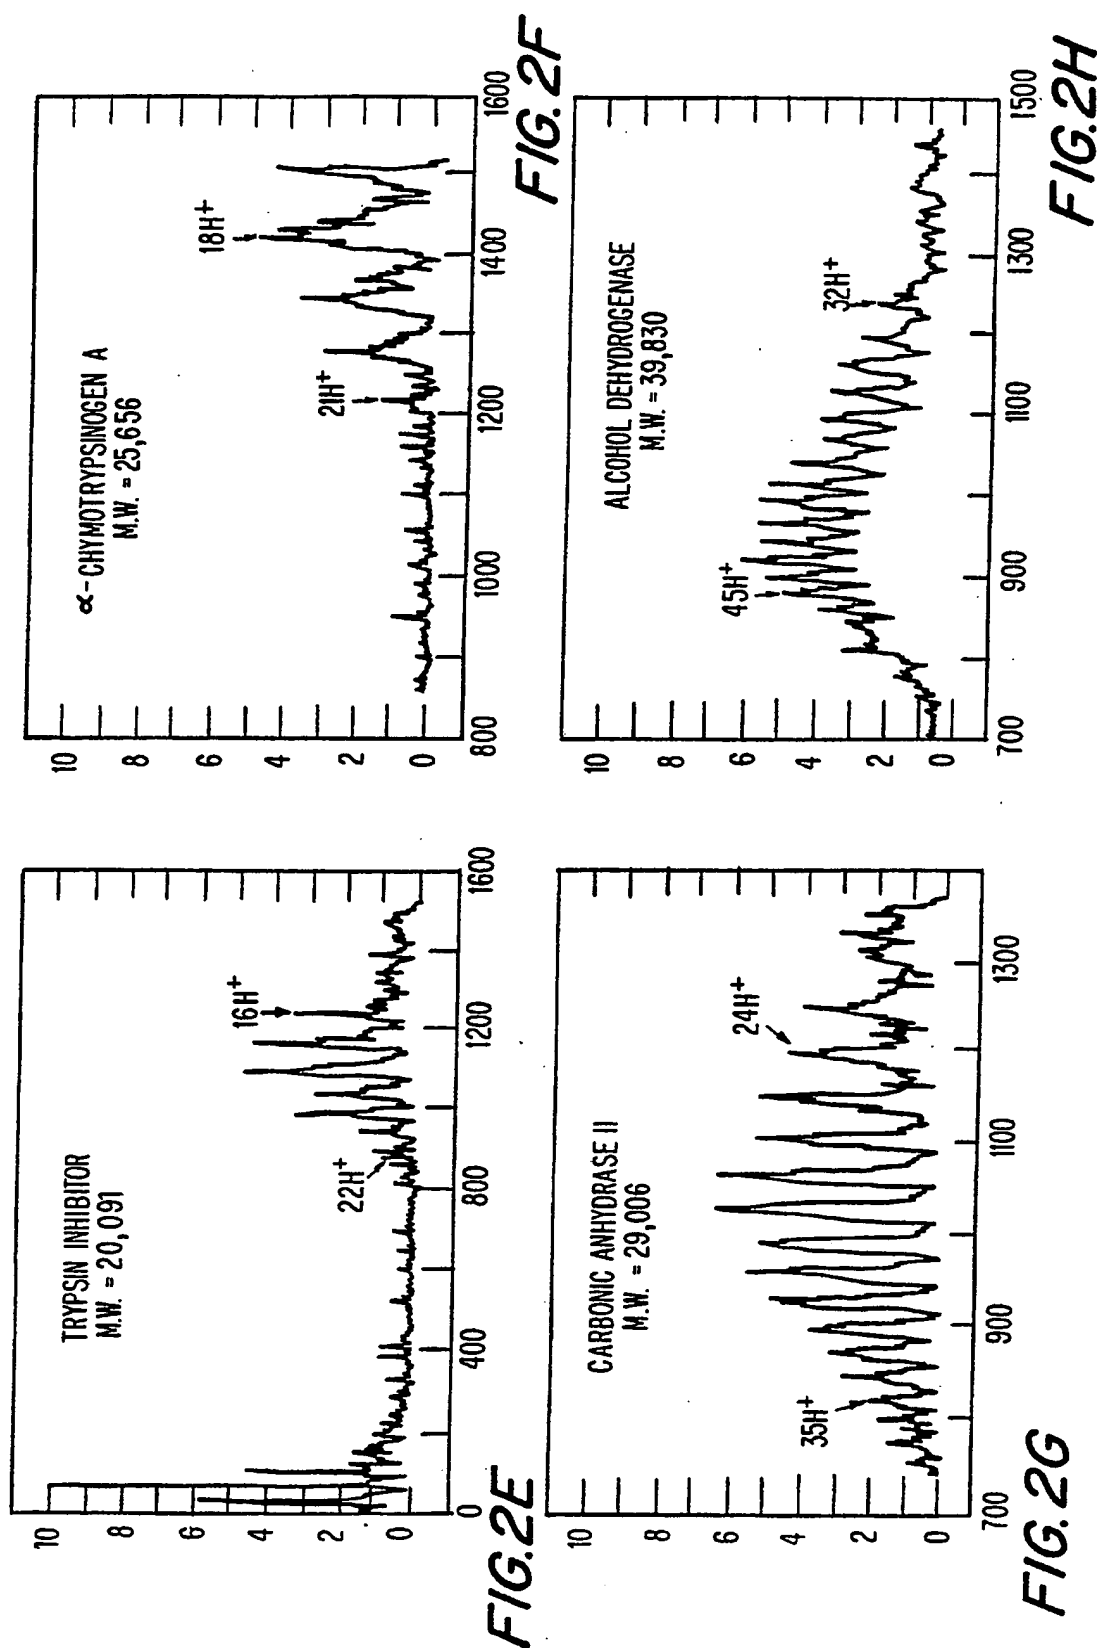 TRYPSIN INHIBITOR
M.W. = 20,091
22H+
16H+
10
8
6
4
2
0
0
400
800
1200
1600
FIG.2E
α-CHYMOTRYPSINOGEN A
M.W. = 25,656
21H+
18H+
10
8
6
4
2
0
800
1000
1200
1400
1600
FIG.2F
CARBONIC ANHYDRASE II
M.W. = 29,006
35H+
24H+
10
8
6
4
2
0
700
900
1100
1300
FIG.2G
ALCOHOL DEHYDROGENASE
M.W. = 39,830
45H+
32H+
10
8
6
4
2
0
700
900
1100
1300
1500
FIG.2H